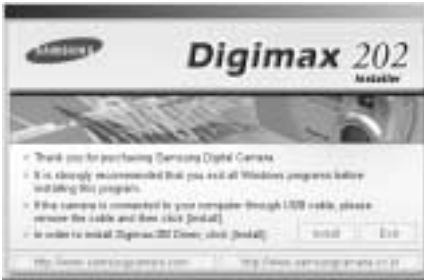 SAMSUNG
Digimax 202
Installer
Thank you for purchasing Samsung Digital Camera.
It is strongly recommended that you exit all Windows programs before
installing this program.
If the camera is connected to your computer through USB cable, please
remove the cable and then click [Install].
In order to install Digimax 202 Driver, click [Install].
Install Exit
http://www.samsungcamera.com http://www.samsungcamera.co.kr